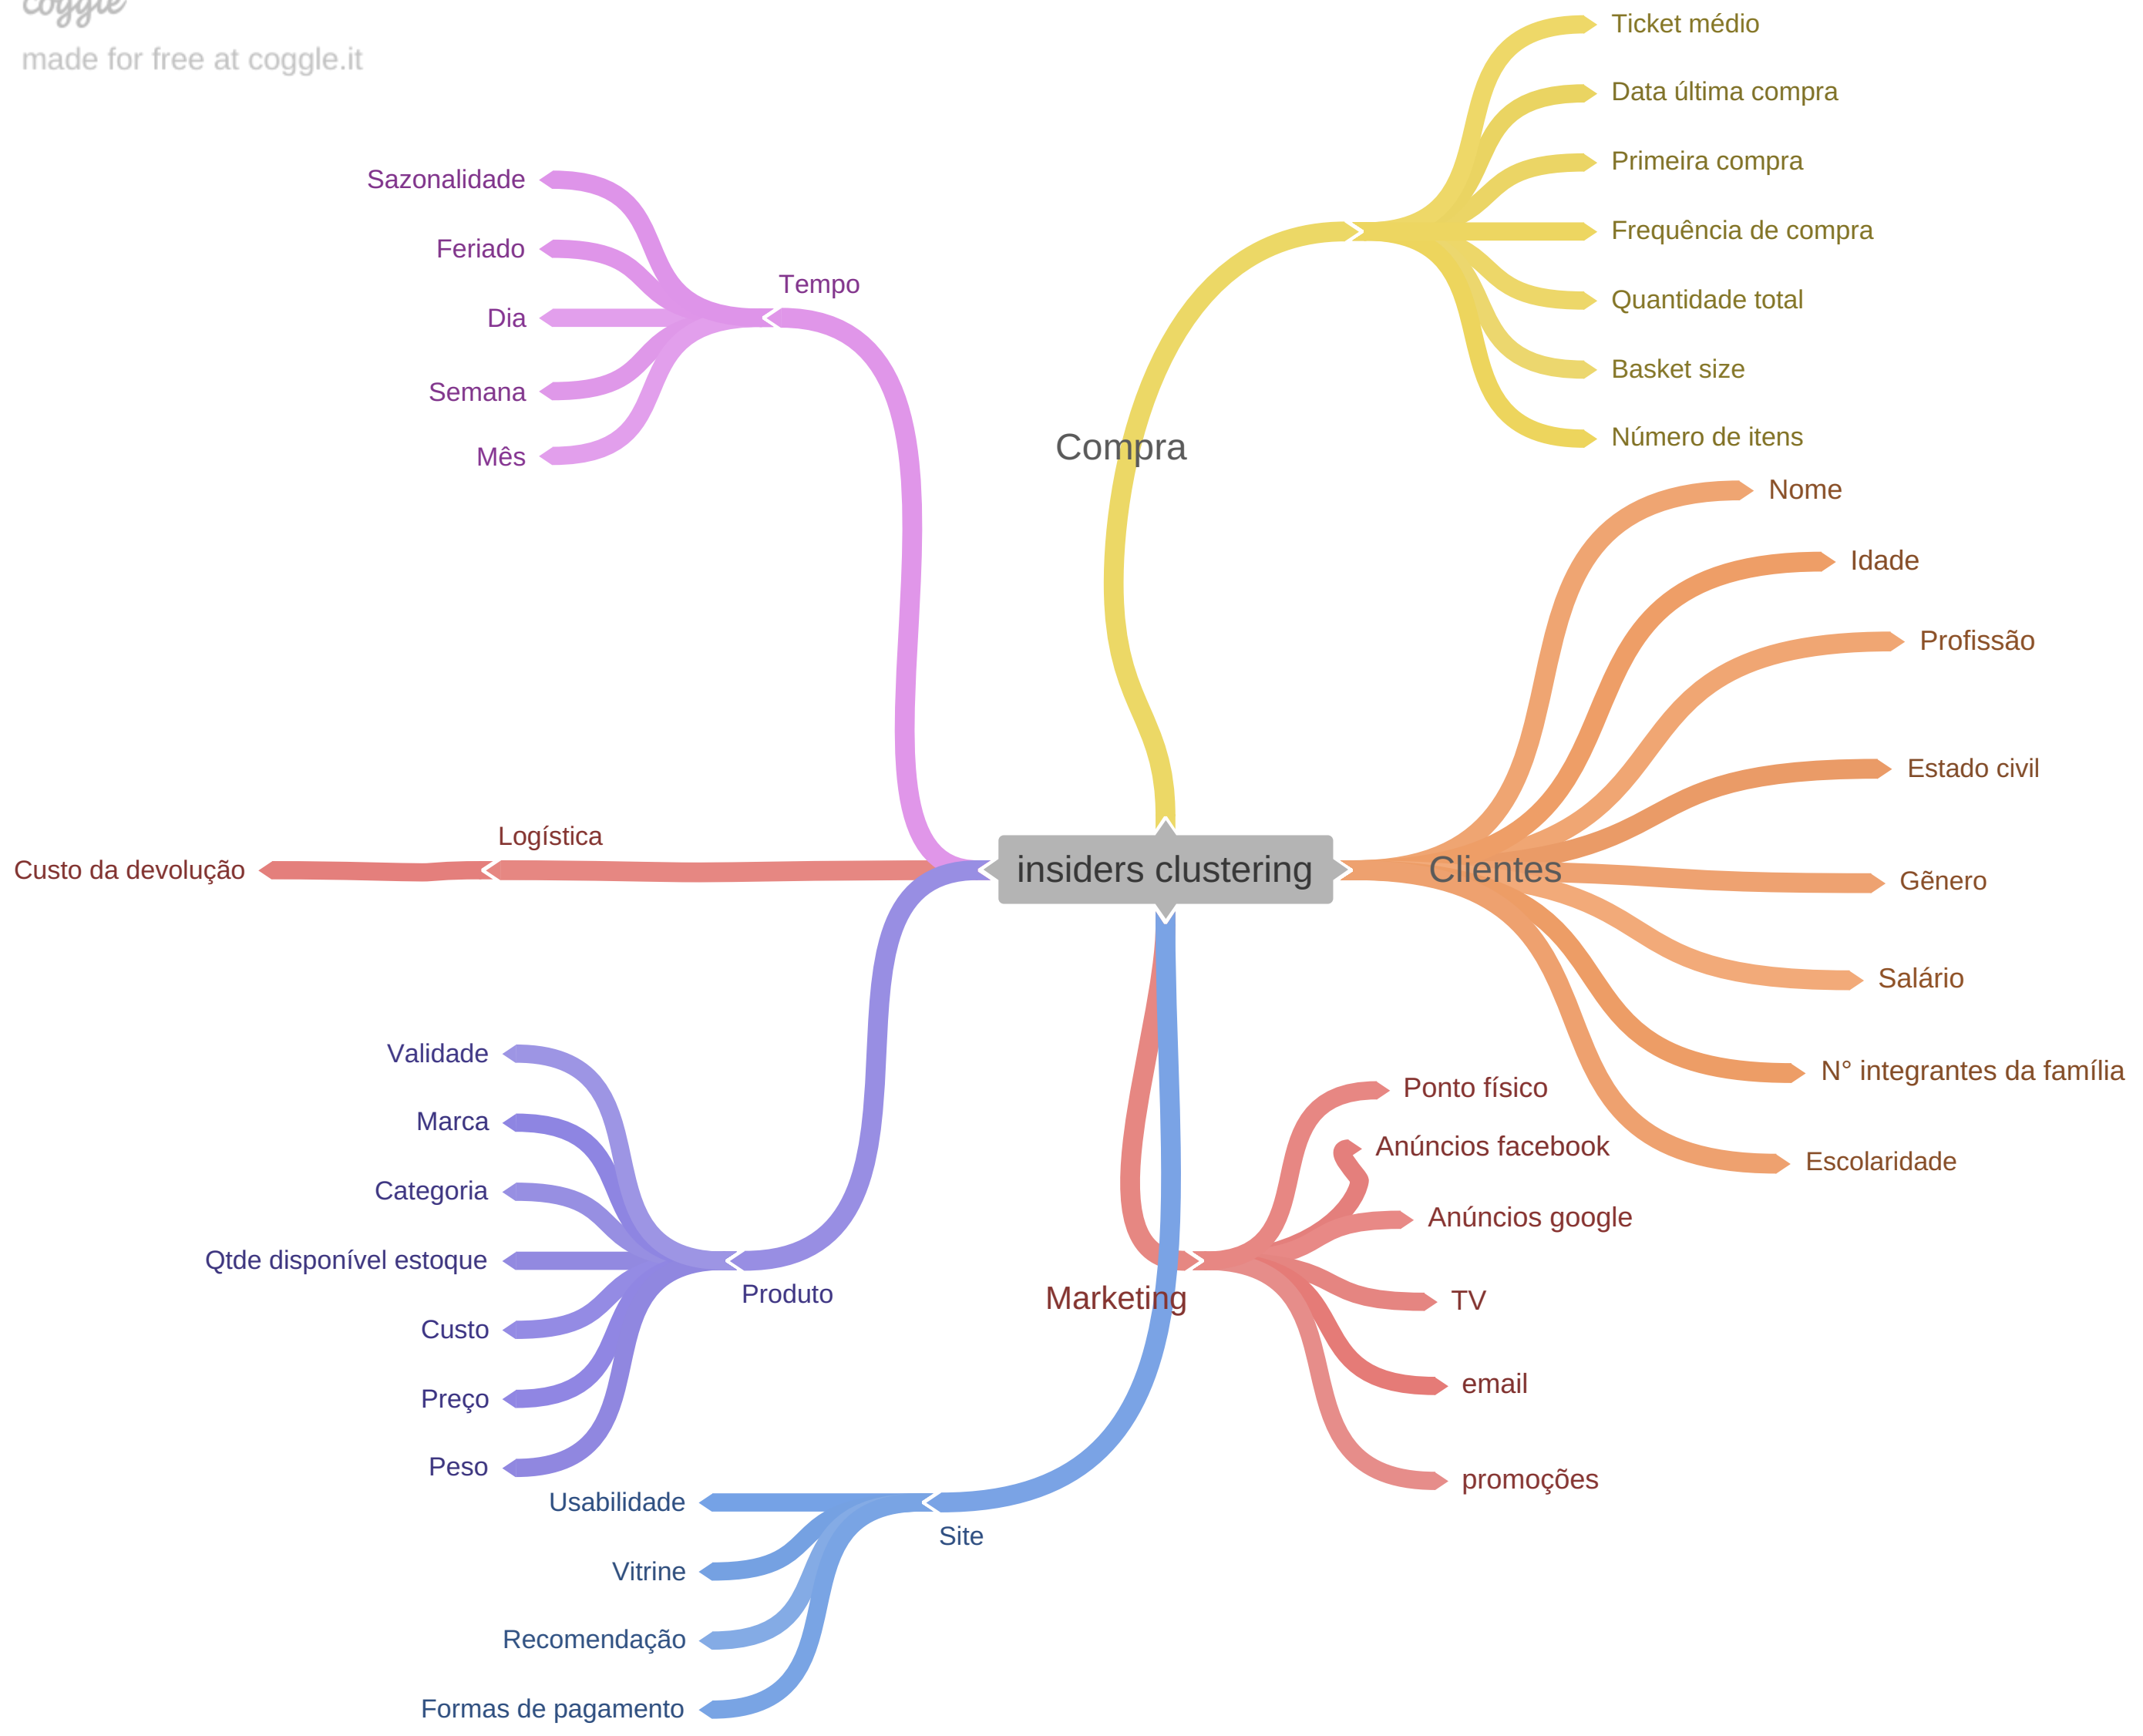 coggle
made for free at coggle.it
Ticket médio
Data última compra
Primeira compra
Frequência de compra
Quantidade total
Basket size
Número de itens
Compra
Sazonalidade
Feriado
Dia
Semana
Mês
Tempo
Nome
Idade
Profissão
Estado civil
Gênero
Salário
N° integrantes da família
Escolaridade
Clientes
insiders clustering
Logística
Custo da devolução
Validade
Marca
Categoria
Qtde disponível estoque
Custo
Preço
Peso
Produto
Ponto físico
Anúncios facebook
Anúncios google
TV
email
promoções
Marketing
Usabilidade
Vitrine
Recomendação
Formas de pagamento
Site